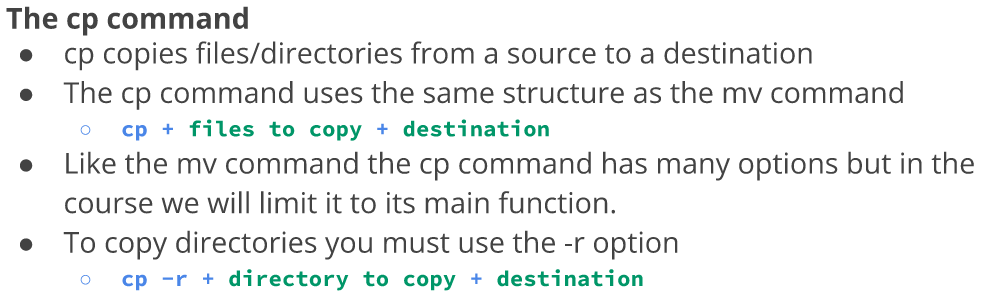 The cp command
● cp copies files/directories from a source to a destination
● The cp command uses the same structure as the mv command
○ cp + files to copy + destination
● Like the mv command the cp command has many options but in the
course we will limit it to its main function.
● To copy directories you must use the -r option
○ cp -r + directory to copy + destination